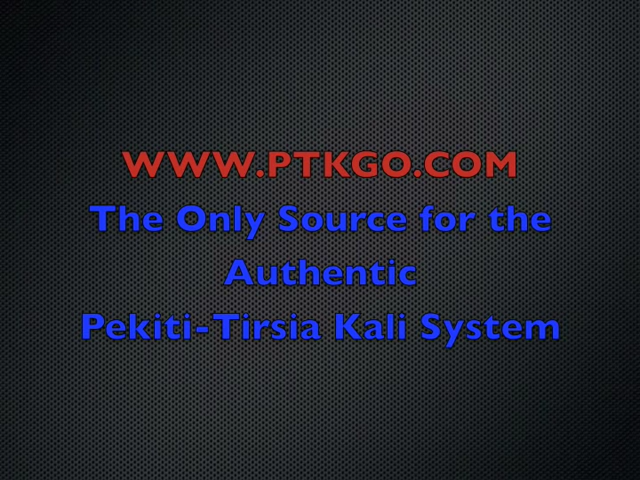 WWW.PTKGO.COM
The Only Source for the
Authentic
Pekiti-Tirsia Kali System